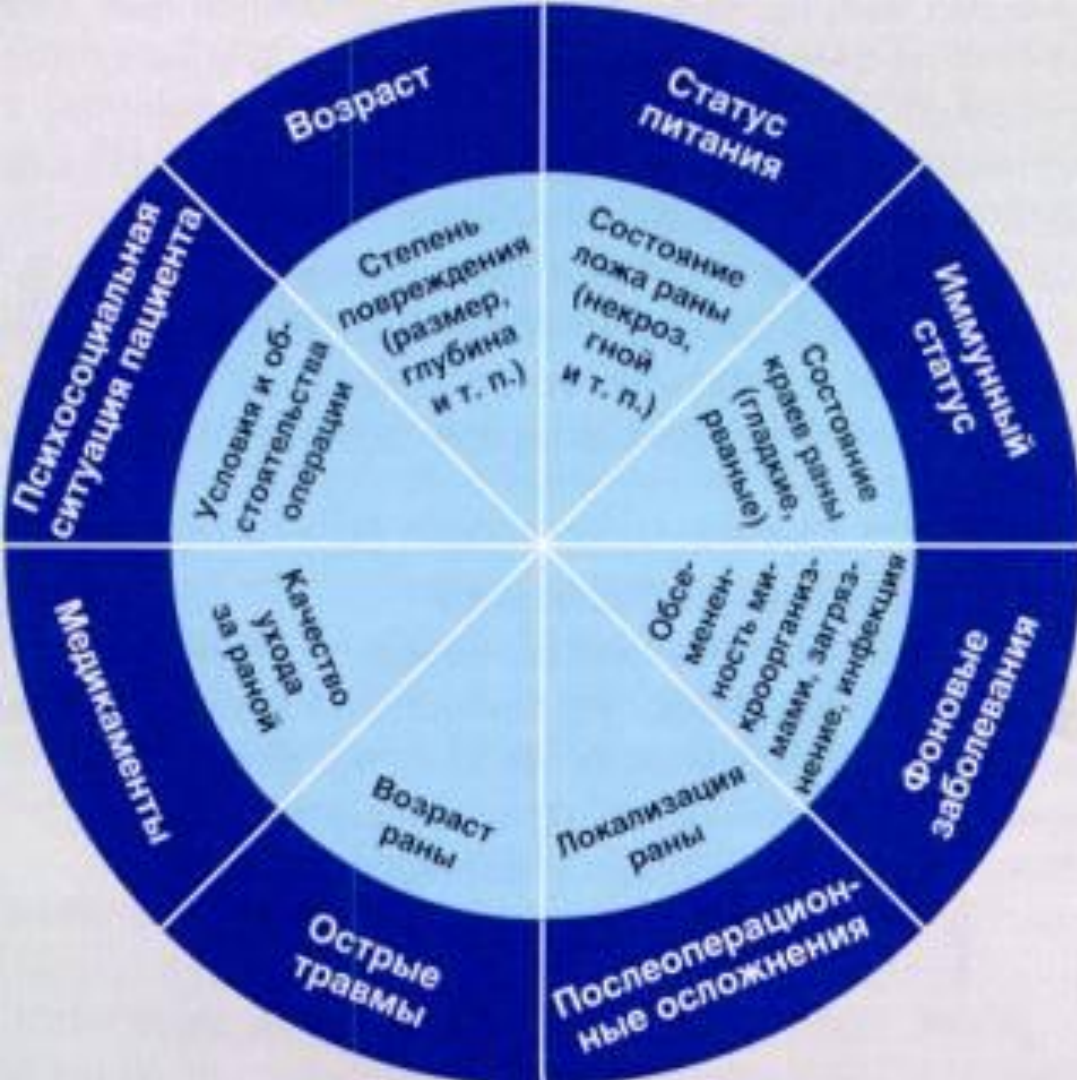 Возраст
Статус
питания
Иммунный
статус
Фоновые
заболевания
Послеоперацион-
ные осложнения
Острые
травмы
Медикаменты
Психосоциальная
ситуация пациента
Степень
повреждения
(размер,
глубина
и т. п.)
Состояние
ложа раны
(некроз,
гной
и т. п.)
Состояние
краев раны
(гладкие,
рваные)
Обсе-
менен-
ность ми-
кроорганиз-
мами, загряз-
нение, инфекция
Локализация
раны
Возраст
раны
Качество
ухода
за раной
Условия и об-
стоятельства
операции